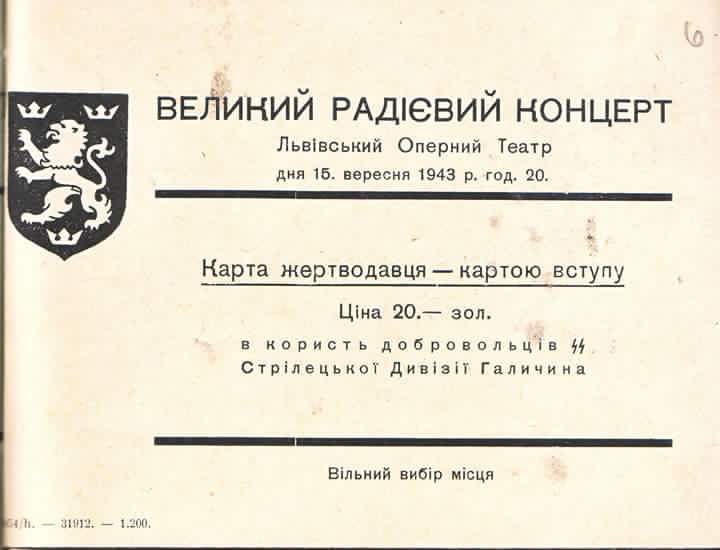 6
ВЕЛИКИЙ РАДІЄВИЙ КОНЦЕРТ
Львівський Оперний Театр
дня 15. вересня 1943 р. год. 20.
Карта жертводавця — картою вступу
Ціна 20.— зол.
в користь добровольців ᛋᛋ
Стрілецької Дивізії Галичина
Вільний вибір місця
54/h. — 31912. — 1.200.